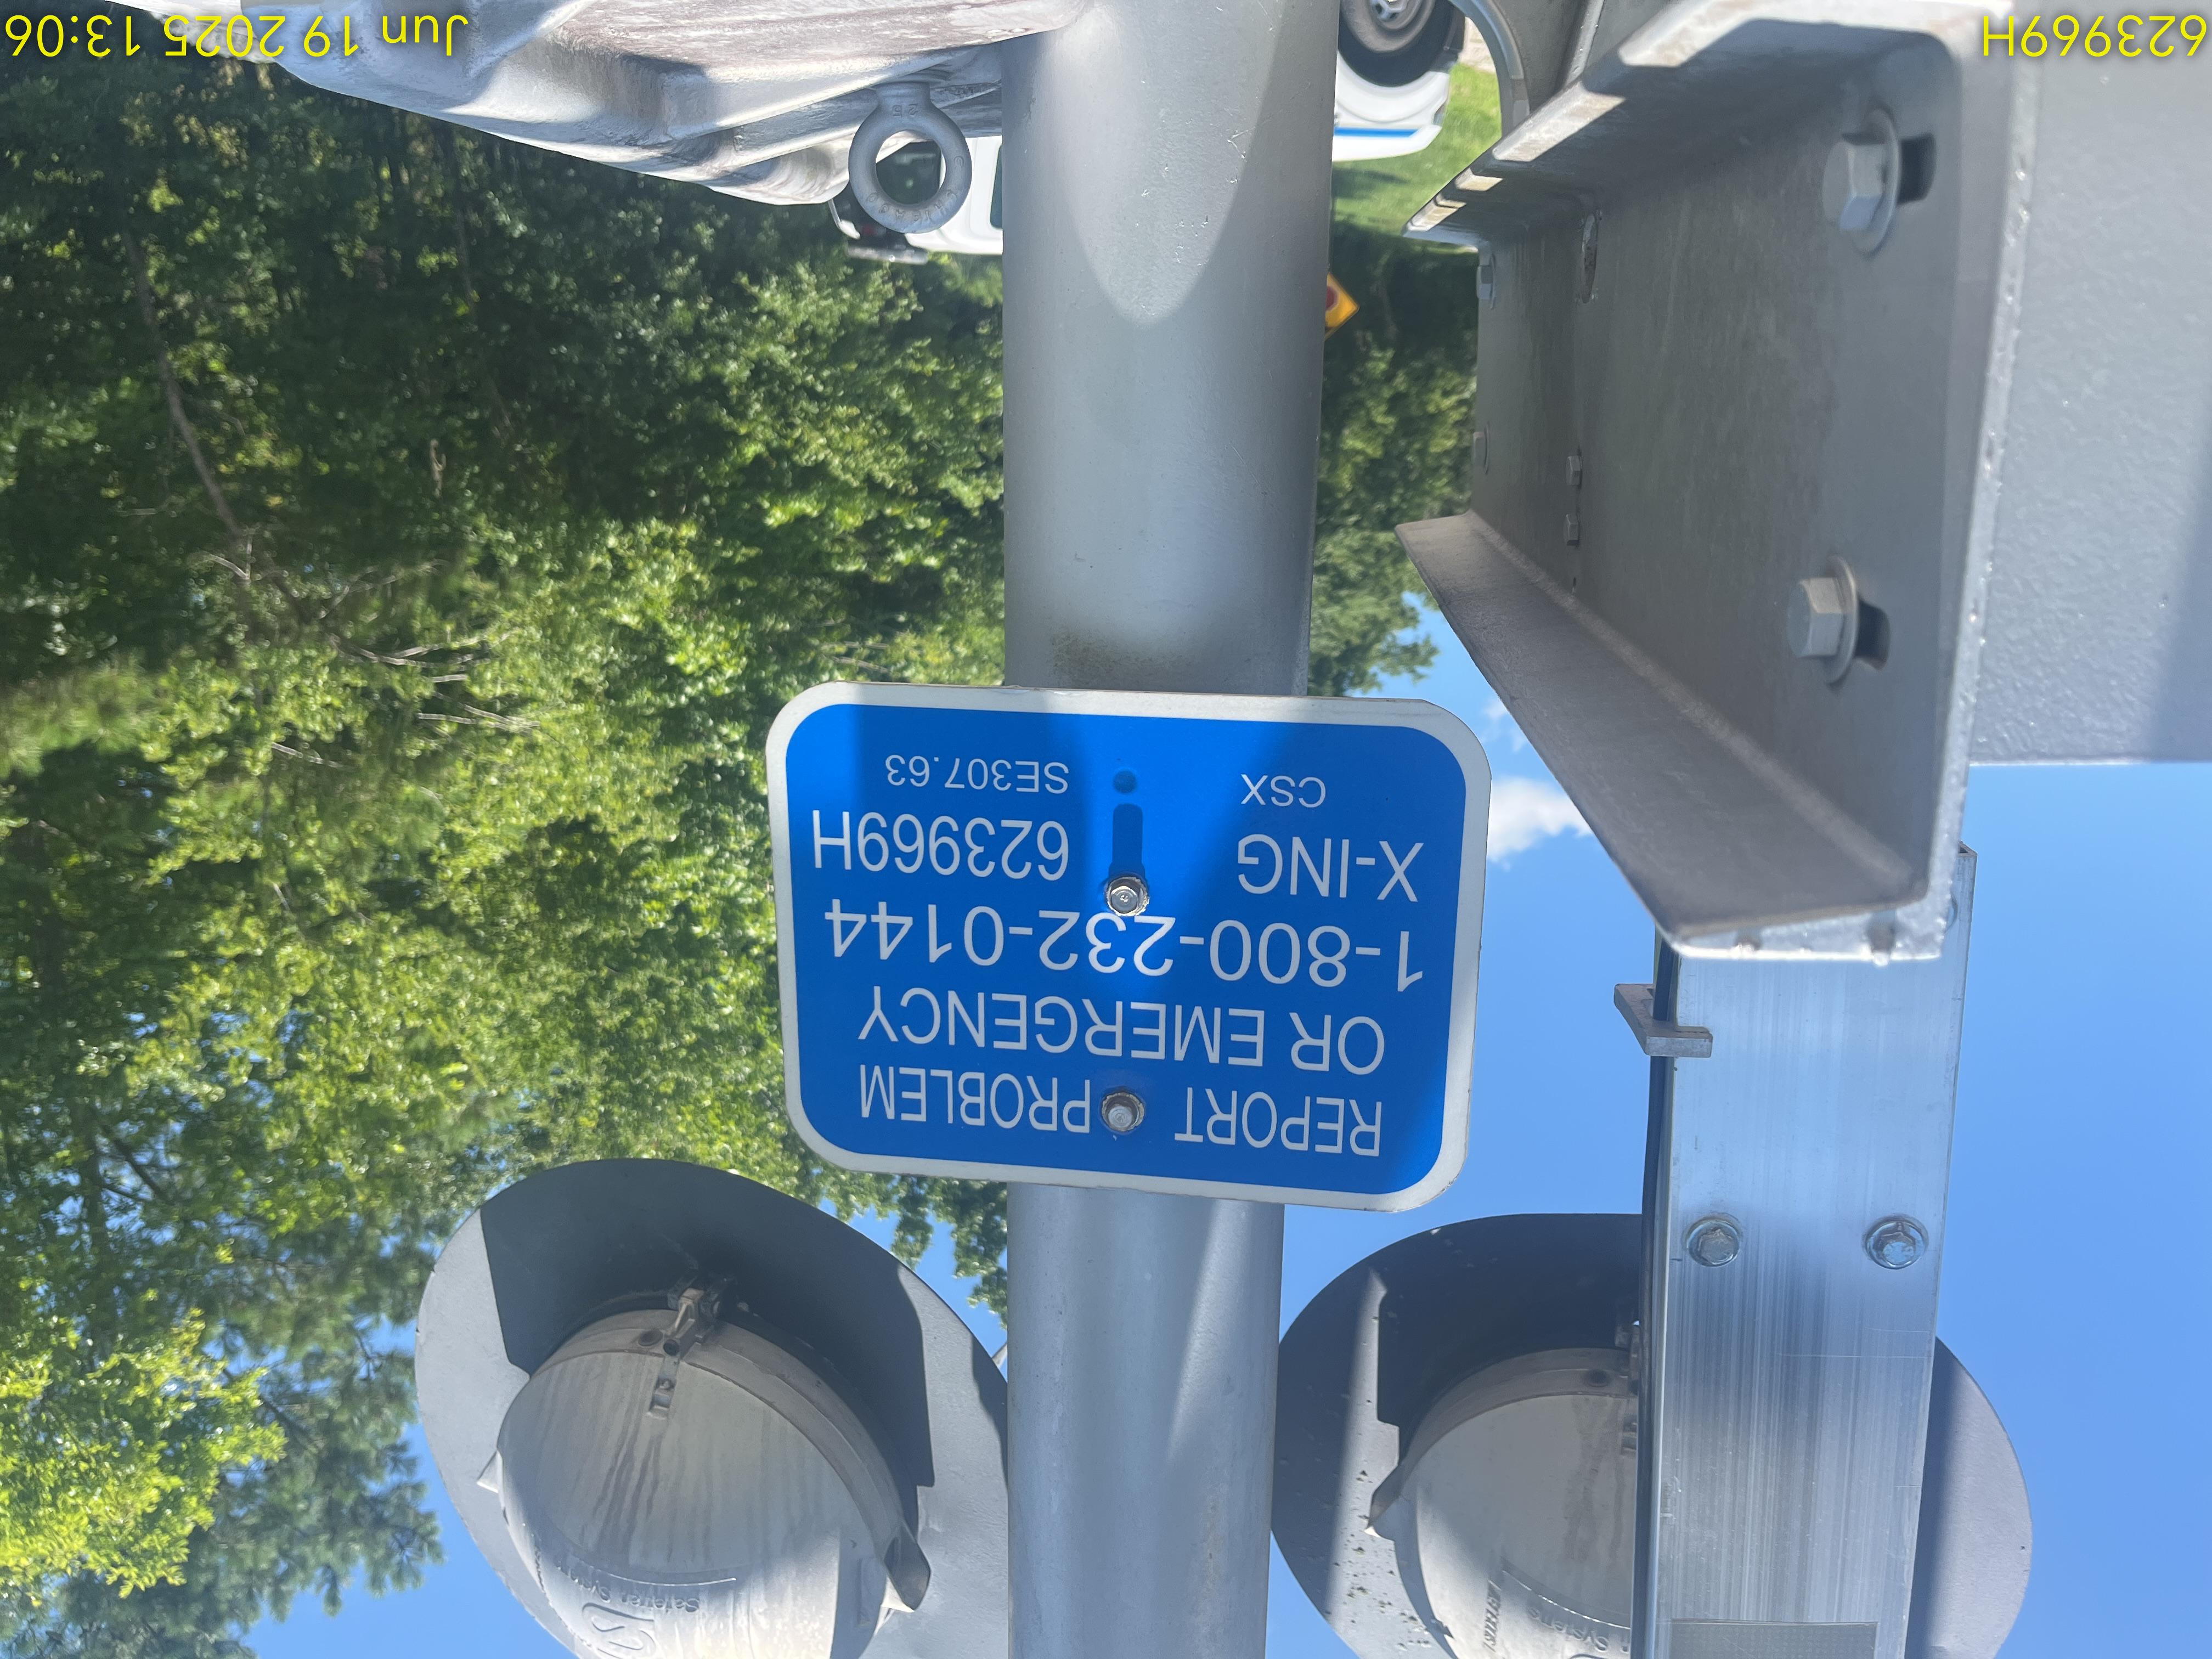 REPORT PROBLEM
OR EMERGENCY
1-800-232-0144
X-ING 623969H
CSX SE307.63
623969H
Jun 19 2025 13:06